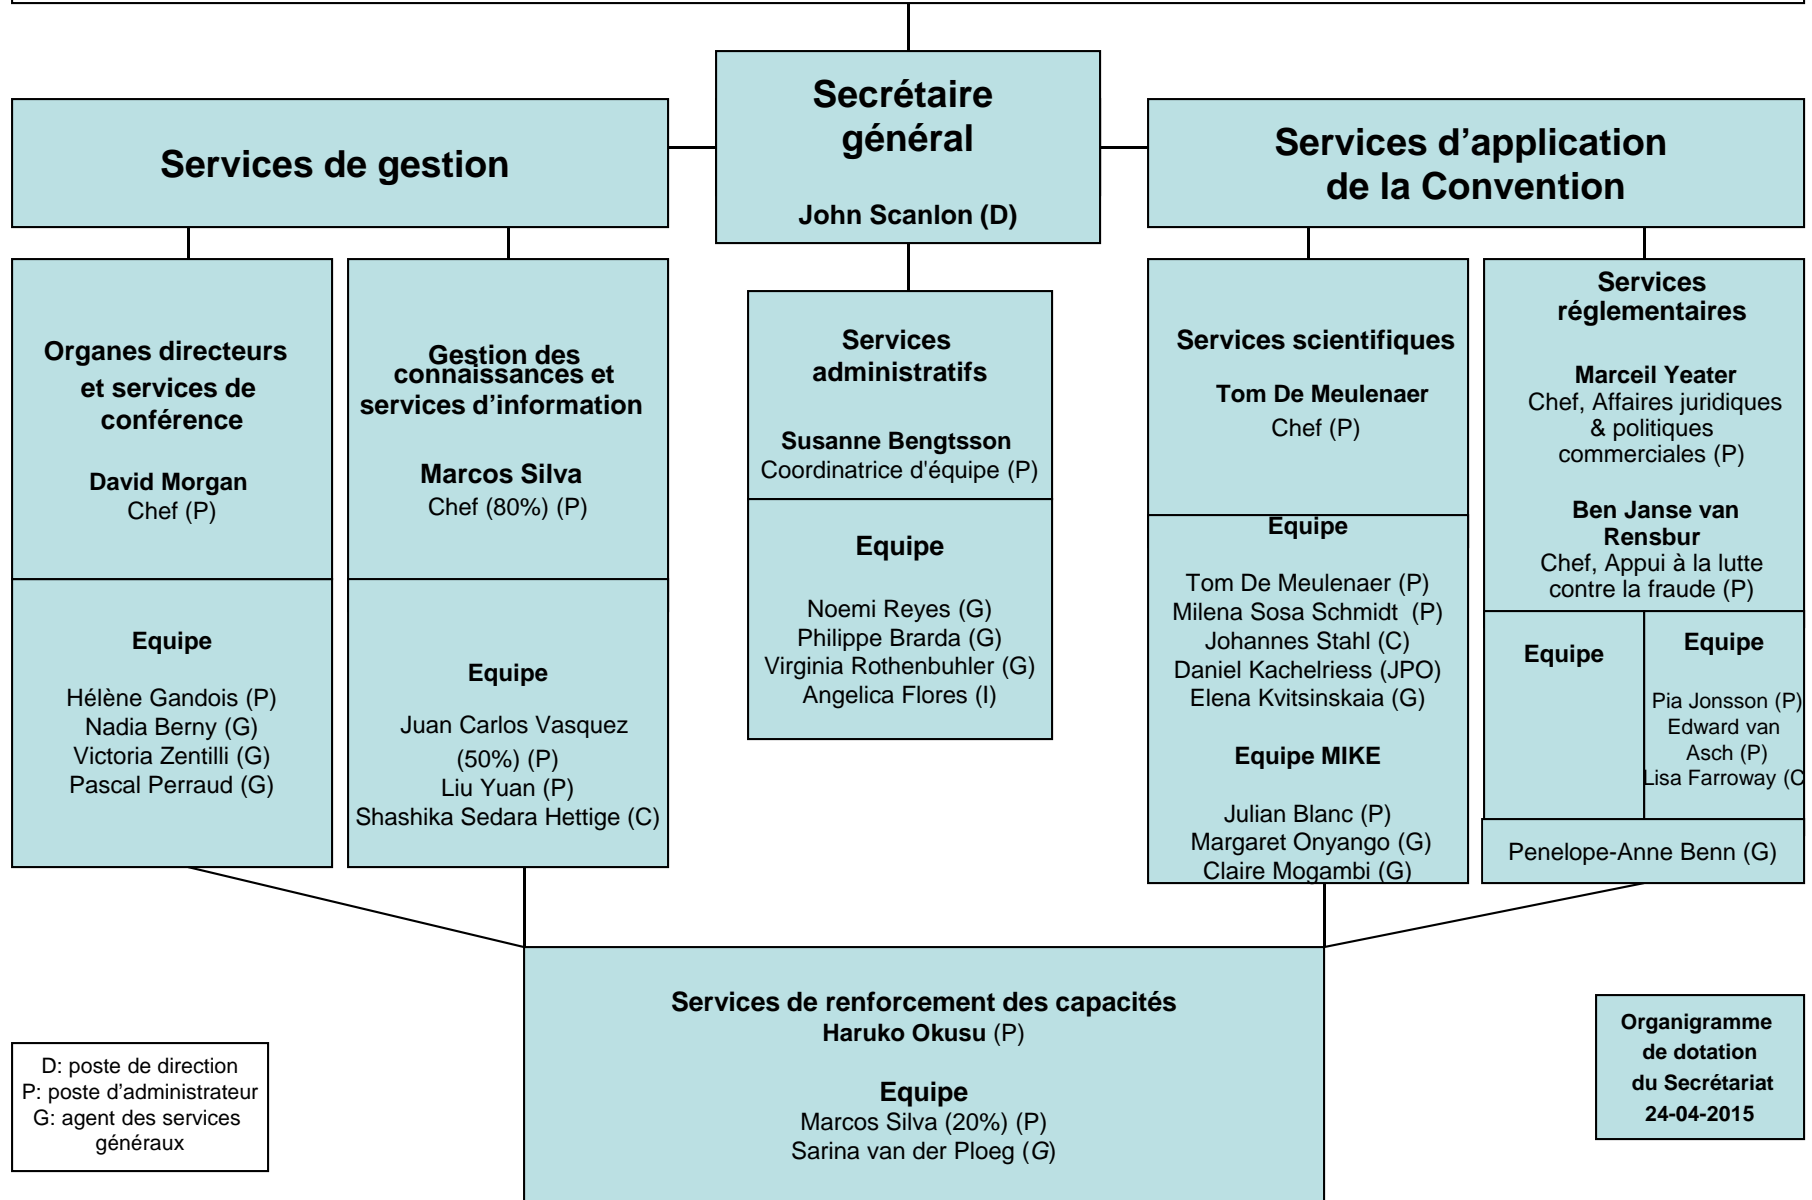 Secrétaire
général
John Scanlon (D)
Services de gestion
Services d’application
de la Convention
Organes directeurs
et services de
conférence
David Morgan
Chef (P)
Equipe
Hélène Gandois (P)
Nadia Berny (G)
Victoria Zentilli (G)
Pascal Perraud (G)
Gestion des
connaissances et
services d’information
Marcos Silva
Chef (80%) (P)
Equipe
Juan Carlos Vasquez
(50%) (P)
Liu Yuan (P)
Shashika Sedara Hettige (C)
Services
administratifs
Susanne Bengtsson
Coordinatrice d'équipe (P)
Equipe
Noemi Reyes (G)
Philippe Brarda (G)
Virginia Rothenbuhler (G)
Angelica Flores (I)
Services scientifiques
Tom De Meulenaer
Chef (P)
Equipe
Tom De Meulenaer (P)
Milena Sosa Schmidt (P)
Johannes Stahl (C)
Daniel Kachelriess (JPO)
Elena Kvitsinskaia (G)
Equipe MIKE
Julian Blanc (P)
Margaret Onyango (G)
Claire Mogambi (G)
Services
réglementaires
Marceil Yeater
Chef, Affaires juridiques
& politiques
commerciales (P)
Ben Janse van
Rensbur
Chef, Appui à la lutte
contre la fraude (P)
Equipe
Equipe
Pia Jonsson (P)
Edward van
Asch (P)
Lisa Farroway (C
Penelope-Anne Benn (G)
Services de renforcement des capacités
Haruko Okusu (P)
Equipe
Marcos Silva (20%) (P)
Sarina van der Ploeg (G)
D: poste de direction
P: poste d’administrateur
G: agent des services
généraux
Organigramme
de dotation
du Secrétariat
24-04-2015